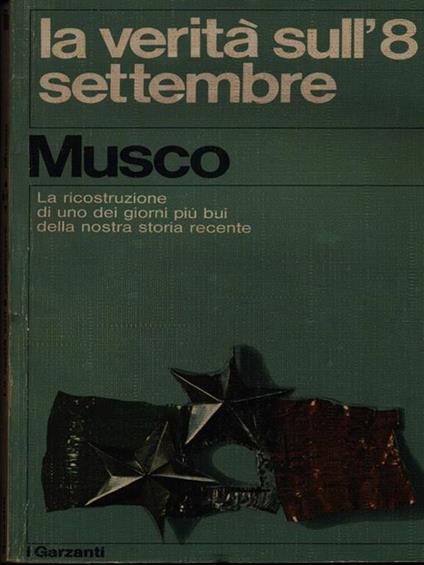 la verità sull'8
settembre
Musco
La ricostruzione
di uno dei giorni più bui
della nostra storia recente
i Garzanti